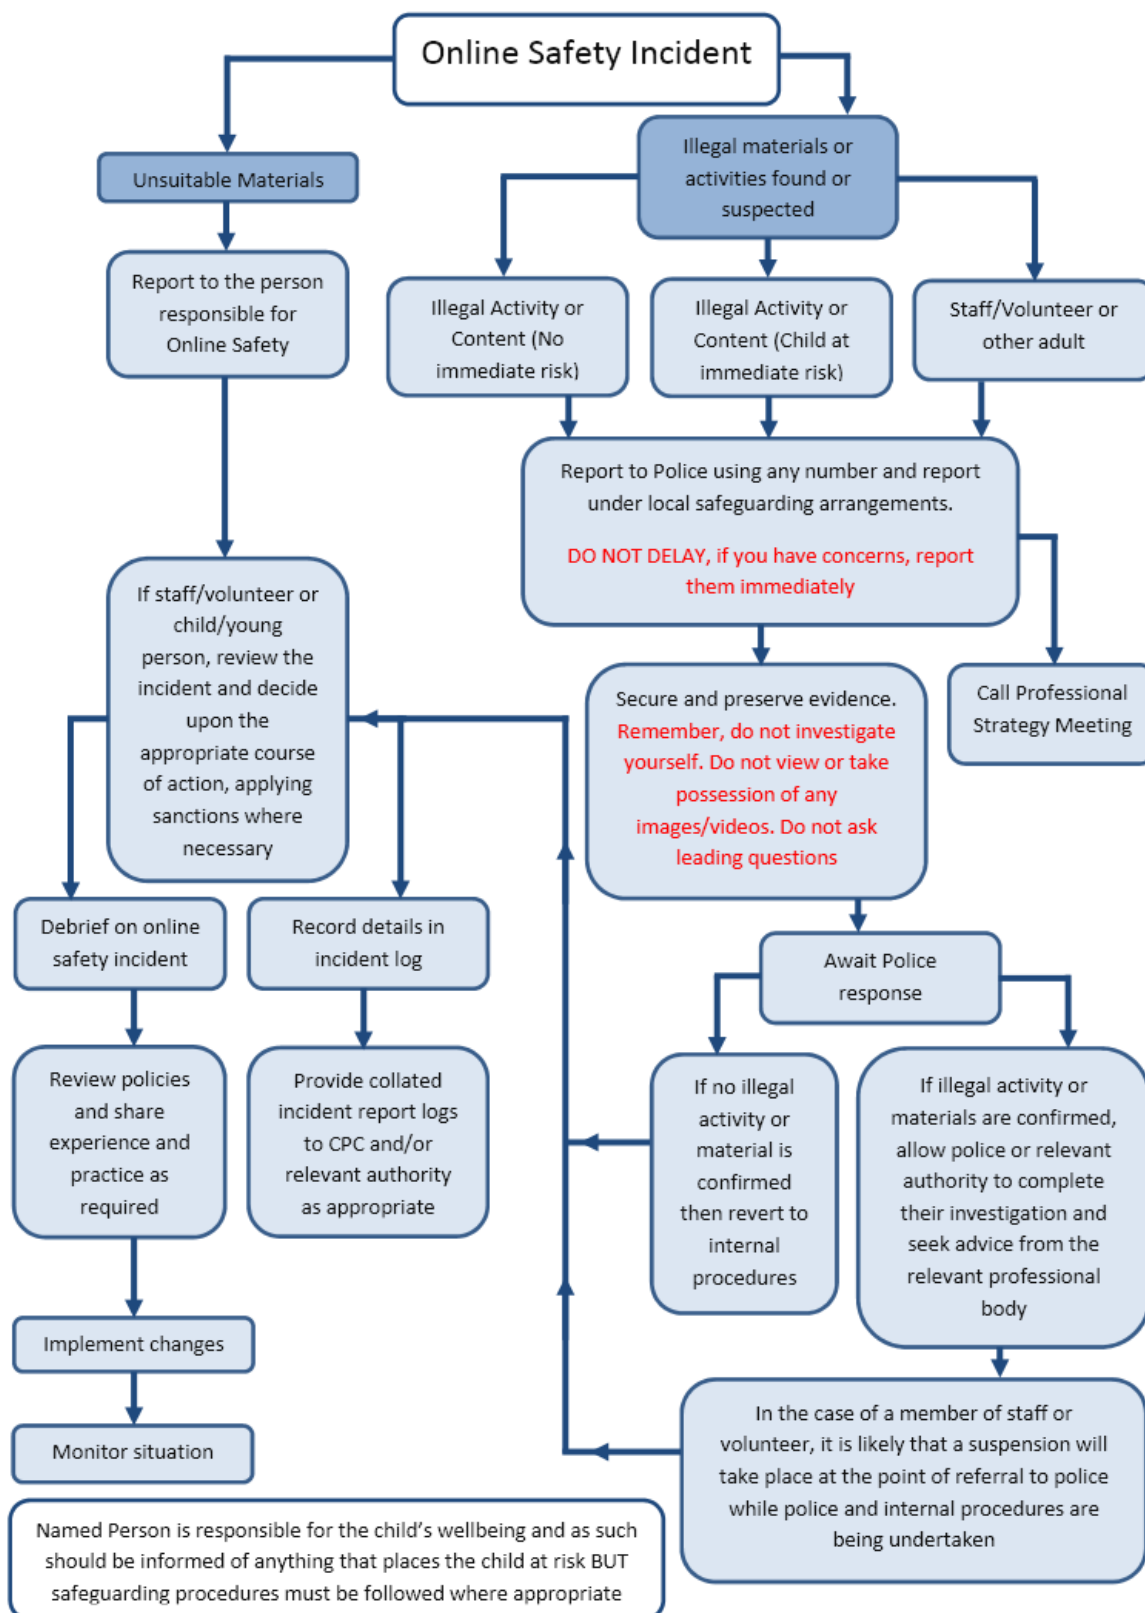 Online Safety Incident
Unsuitable Materials
Illegal materials or
activities found or
suspected
Report to the person
responsible for
Online Safety
Illegal Activity or
Content (No
immediate risk)
Illegal Activity or
Content (Child at
immediate risk)
Staff/Volunteer or
other adult
Report to Police using any number and report
under local safeguarding arrangements.
DO NOT DELAY, if you have concerns, report
them immediately
If staff/volunteer or
child/young
person, review the
incident and decide
upon the
appropriate course
of action, applying
sanctions where
necessary
Secure and preserve evidence.
Remember, do not investigate
yourself. Do not view or take
possession of any
images/videos. Do not ask
leading questions
Call Professional
Strategy Meeting
Debrief on online
safety incident
Record details in
incident log
Await Police
response
Review policies
and share
experience and
practice as
required
Provide collated
incident report logs
to CPC and/or
relevant authority
as appropriate
If no illegal
activity or
material is
confirmed
then revert to
internal
procedures
If illegal activity or
materials are confirmed,
allow police or relevant
authority to complete
their investigation and
seek advice from the
relevant professional
body
Implement changes
Monitor situation
In the case of a member of staff or
volunteer, it is likely that a suspension will
take place at the point of referral to police
while police and internal procedures are
being undertaken
Named Person is responsible for the child’s wellbeing and as such
should be informed of anything that places the child at risk BUT
safeguarding procedures must be followed where appropriate